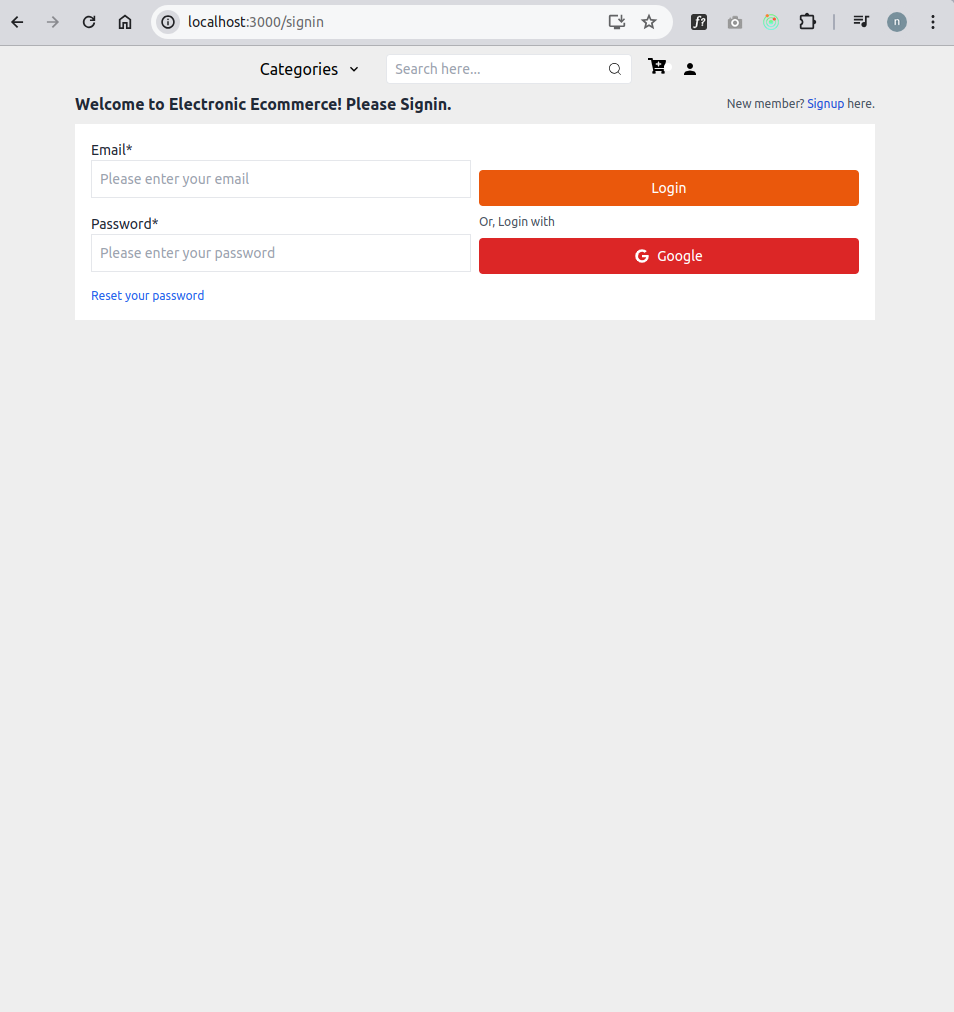 localhost:3000/signin
n
Categories
Search here...
Welcome to Electronic Ecommerce! Please Signin.
New member? Signup here.
Email*
Please enter your email
Login
Password*
Or, Login with
Please enter your password
Google
Reset your password